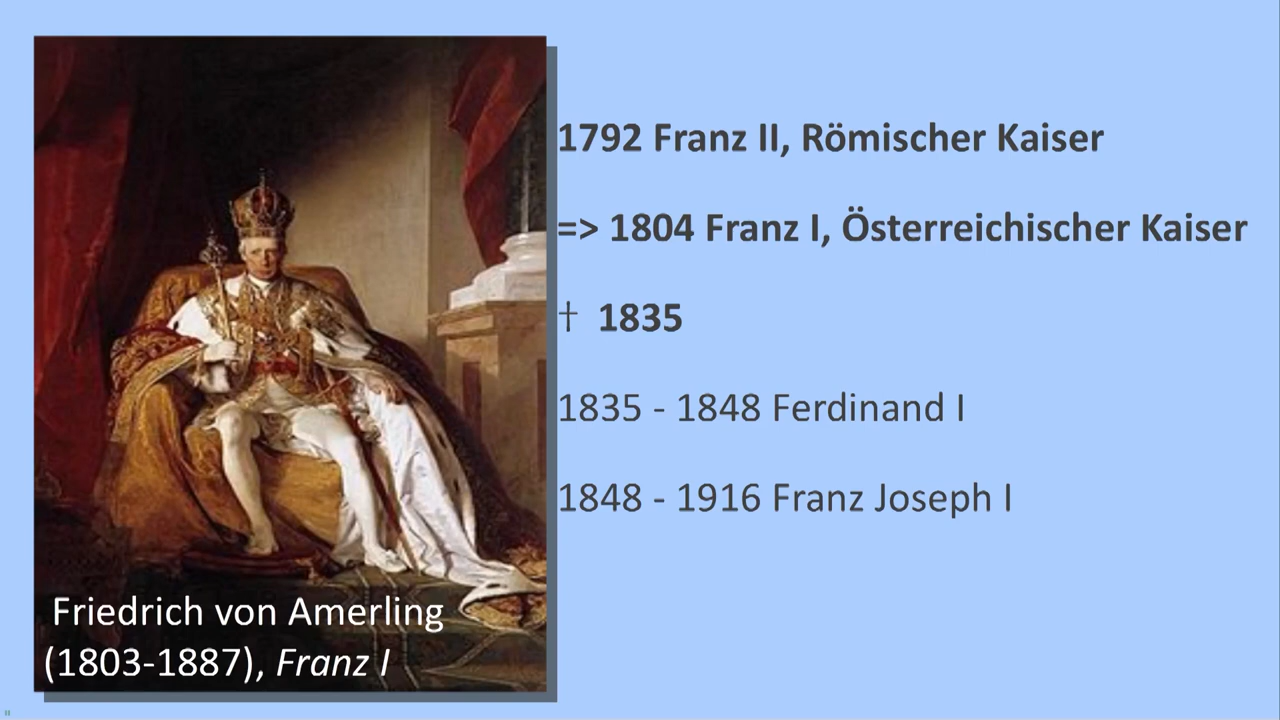 1792 Franz II, Römischer Kaiser
=> 1804 Franz I, Österreichischer Kaiser
† 1835
1835 - 1848 Ferdinand I
1848 - 1916 Franz Joseph I
Friedrich von Amerling
(1803-1887), Franz I